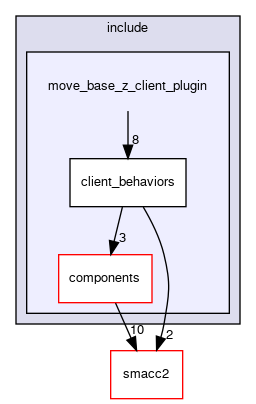 include
move_base_z_client_plugin
8
client_behaviors
3
components
10
2
smacc2